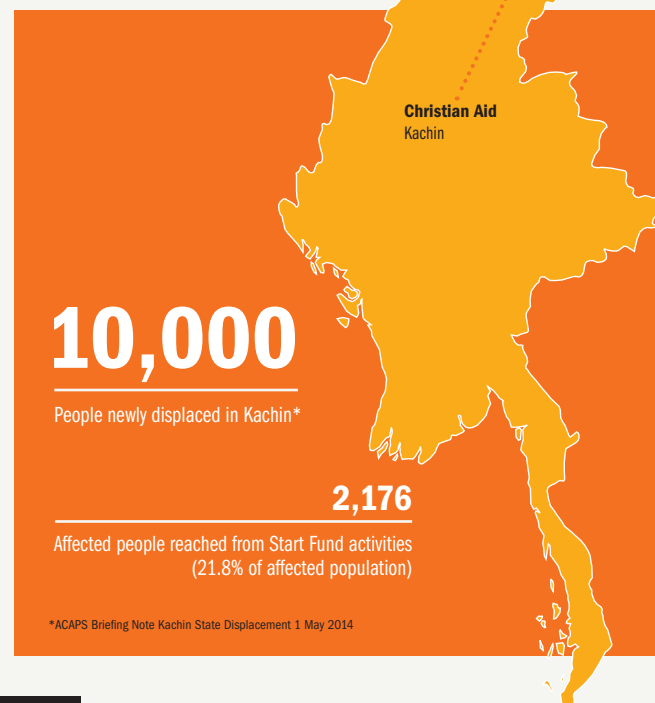 Christian Aid
Kachin
10,000
People newly displaced in Kachin*
2,176
Affected people reached from Start Fund activities
(21.8% of affected population)
*ACAPS Briefing Note Kachin State Displacement 1 May 2014